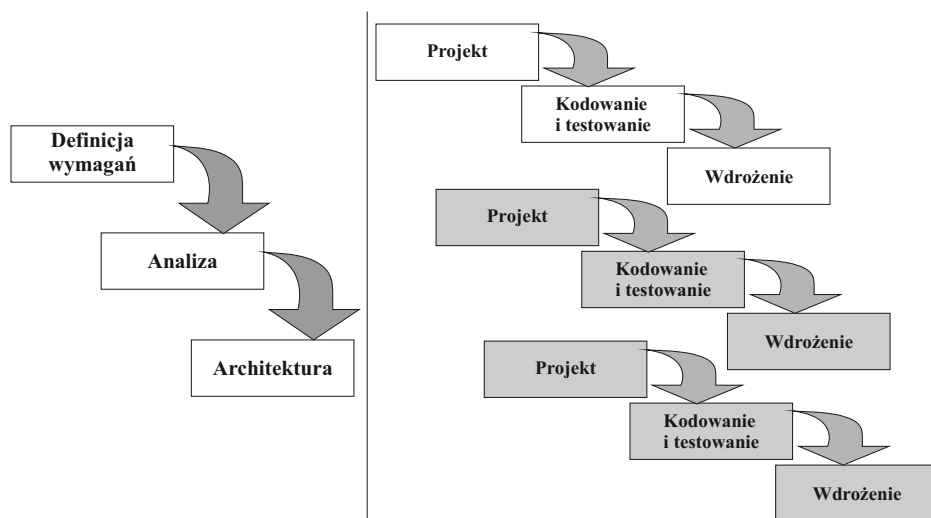 Definicja
wymagań
Analiza
Architektura
Projekt
Kodowanie
i testowanie
Wdrożenie
Projekt
Kodowanie
i testowanie
Wdrożenie
Projekt
Kodowanie
i testowanie
Wdrożenie